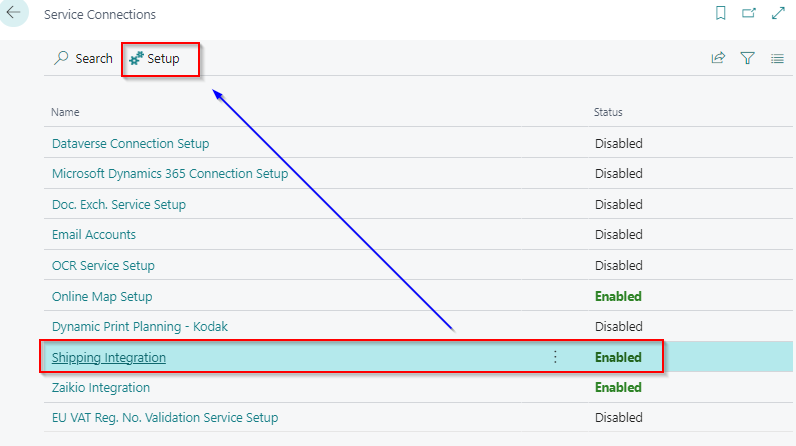 Service Connections
Search Setup
Name Status
Dataverse Connection Setup Disabled
Microsoft Dynamics 365 Connection Setup Disabled
Doc. Exch. Service Setup Disabled
Email Accounts Disabled
OCR Service Setup Disabled
Online Map Setup Enabled
Dynamic Print Planning - Kodak Disabled
Shipping Integration Enabled
Zaikio Integration Enabled
EU VAT Reg. No. Validation Service Setup Disabled